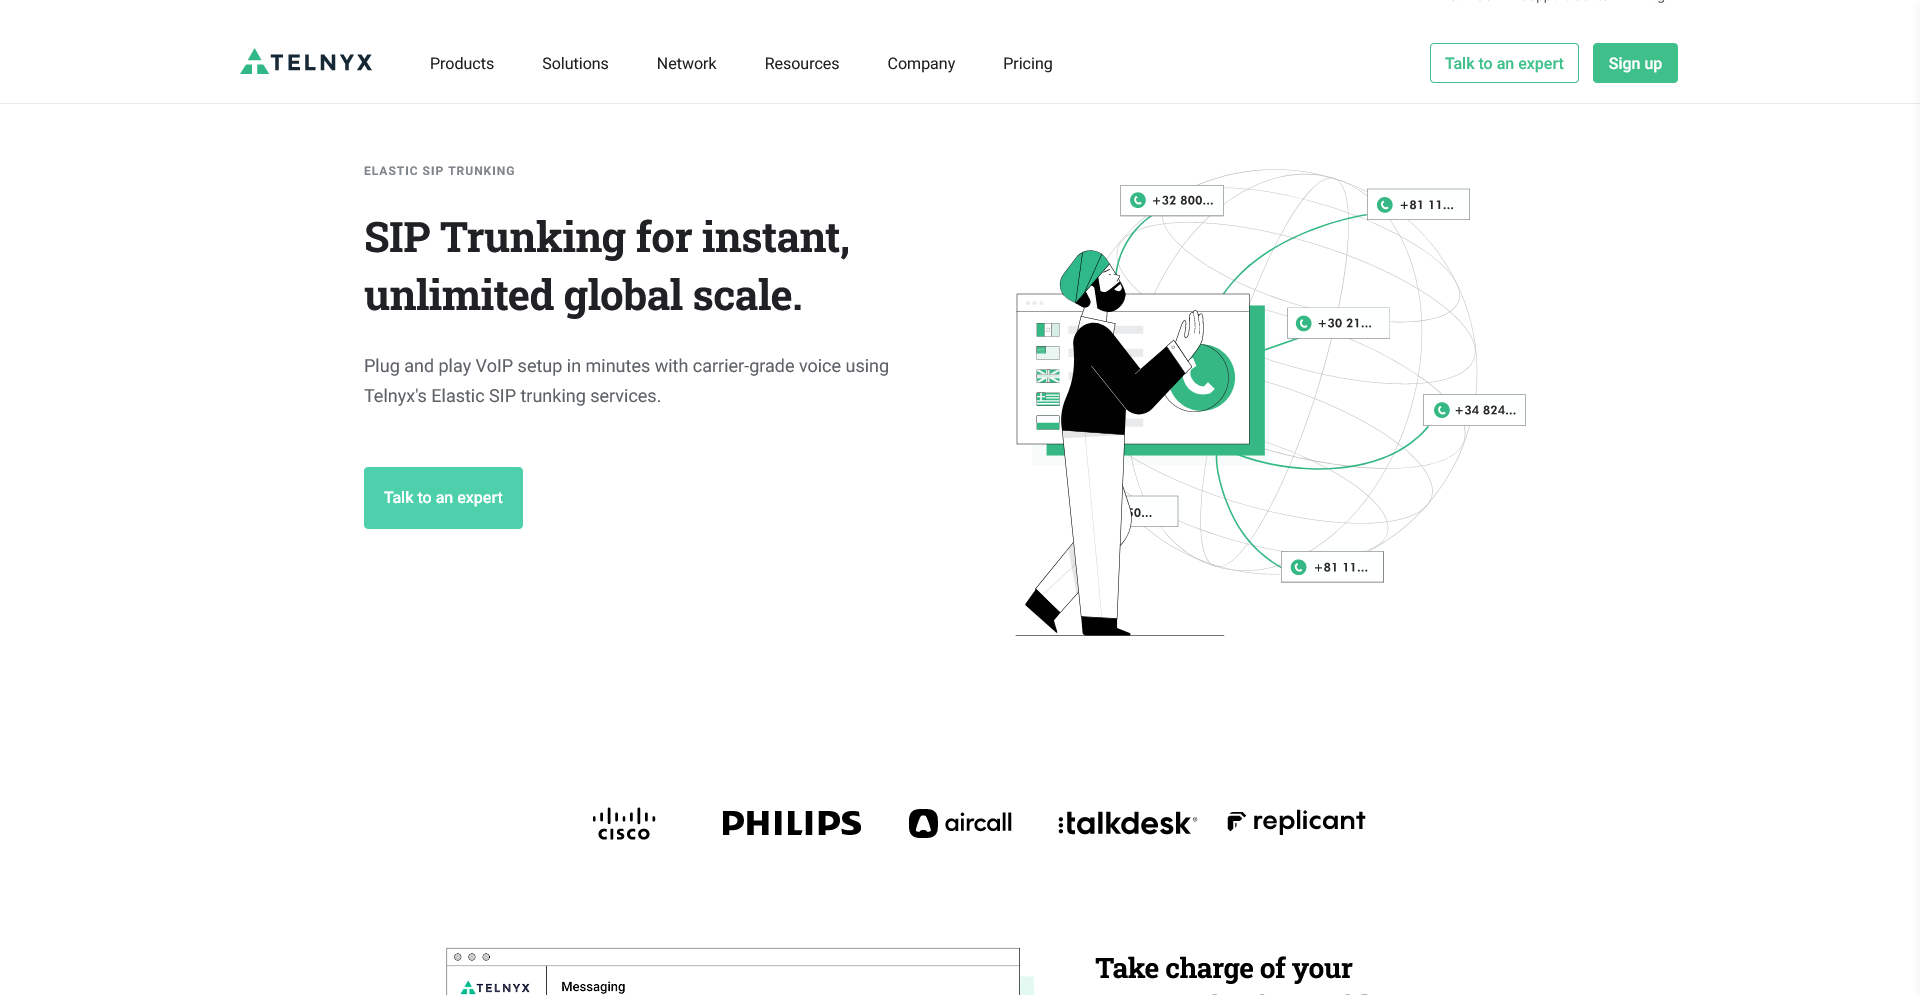 TELNYX
Products
Solutions
Network
Resources
Company
Pricing
Talk to an expert
Sign up
ELASTIC SIP TRUNKING
SIP Trunking for instant,
unlimited global scale.
Plug and play VoIP setup in minutes with carrier-grade voice using
Telnyx's Elastic SIP trunking services.
Talk to an expert
+32 800...
+81 11...
+30 21...
+34 824...
50...
+81 11...
CISCO
PHILIPS
aircall
talkdesk®
replicant
TELNYX
Messaging
Take charge of your